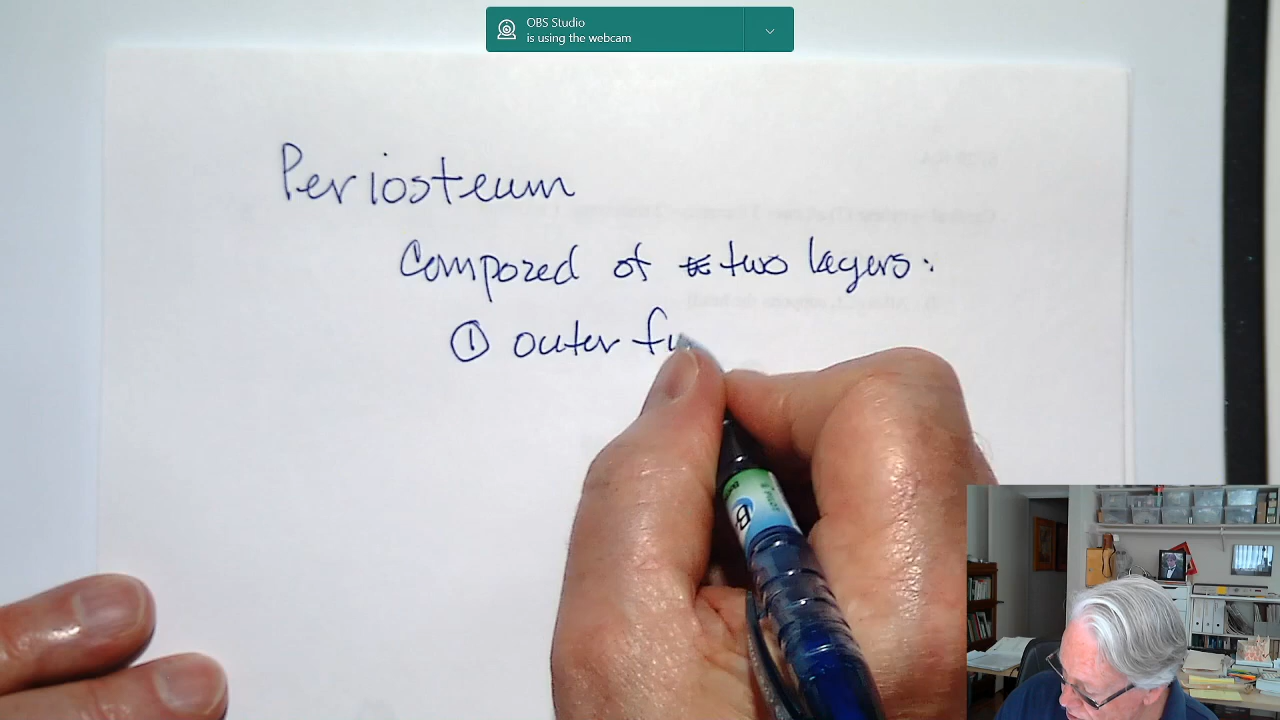 OBS Studio
is using the webcam
Periosteum
Composed of two layers:
① outer
B